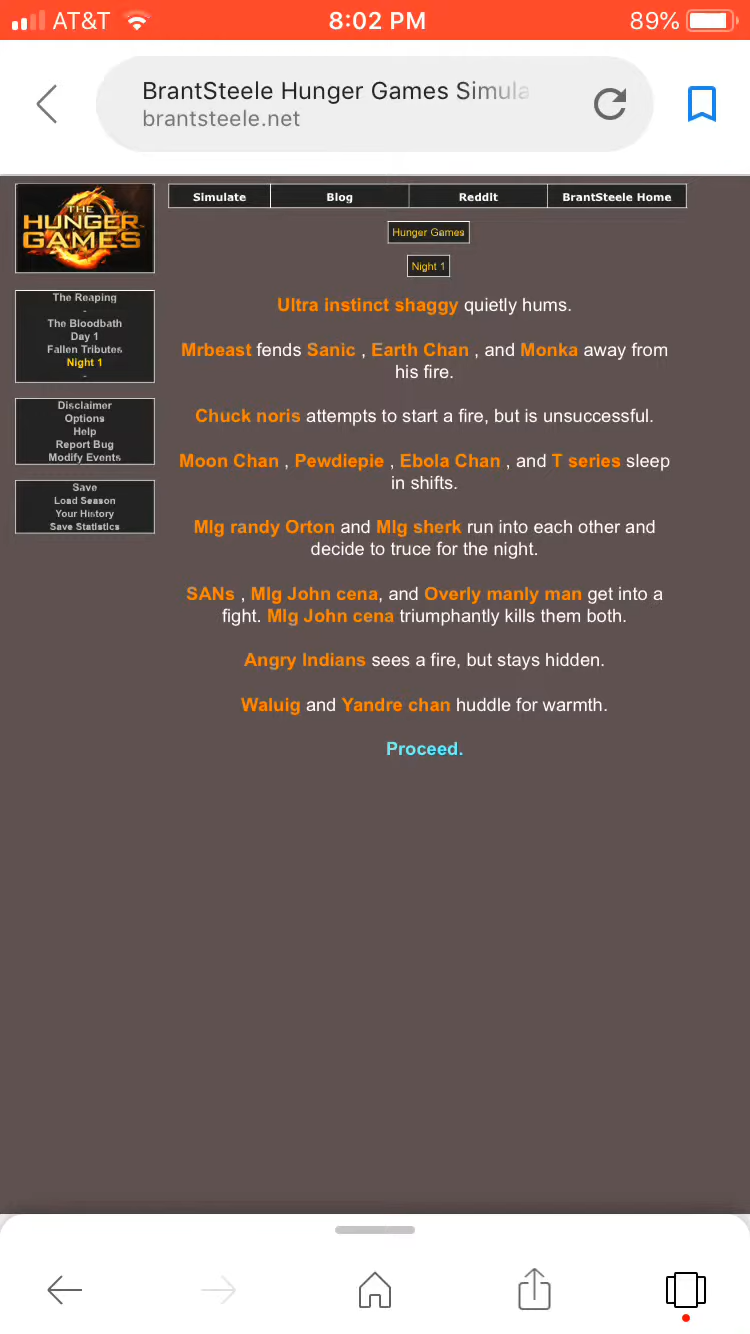 AT&T 8:02 PM 89%
BrantSteele Hunger Games Simula
brantsteele.net
THE
HUNGER
GAMES
Simulate Blog Reddit BrantSteele Home
Hunger Games
Night 1
The Reaping
-
The Bloodbath
Day 1
Fallen Tributes
Night 1
-
Disclaimer
Options
Help
Report Bug
Modify Events
Save
Load Season
Your History
Save Statistics
Ultra instinct shaggy quietly hums.
Mrbeast fends Sanic , Earth Chan , and Monka away from
his fire.
Chuck noris attempts to start a fire, but is unsuccessful.
Moon Chan , Pewdiepie , Ebola Chan , and T series sleep
in shifts.
Mlg randy Orton and Mlg sherk run into each other and
decide to truce for the night.
SANs , Mlg John cena, and Overly manly man get into a
fight. Mlg John cena triumphantly kills them both.
Angry Indians sees a fire, but stays hidden.
Waluig and Yandre chan huddle for warmth.
Proceed.